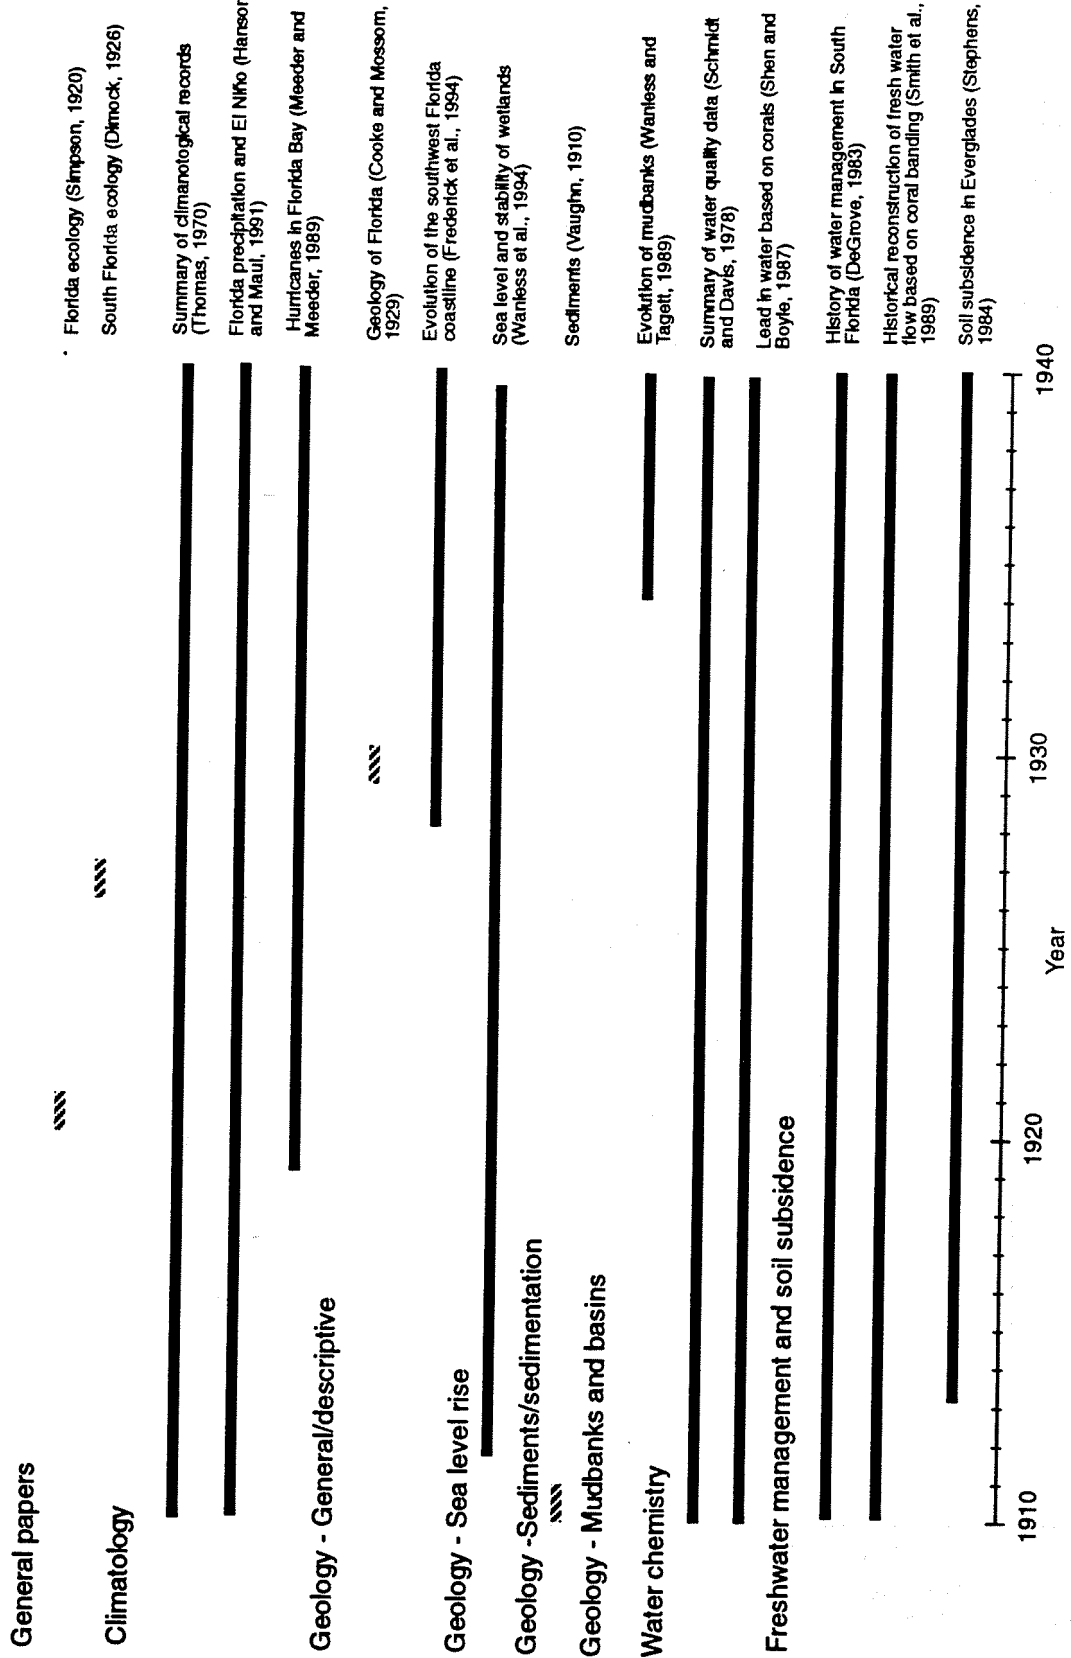 General papers
Florida ecology (Simpson, 1920)
South Florida ecology (Dimock, 1926)
Climatology
Summary of climanotogical records
(Thomas, 1970)
Florida precipitation and El Niño (Hanson
and Maul, 1991)
Hurricanes in Florida Bay (Meeder and
Meeder, 1989)
Geology - General/descriptive
Geology of Florida (Cooke and Mossom,
1929)
Evolution of the southwest Florida
coastline (Frederick et al., 1994)
Geology - Sea level rise
Sea level and stability of wetlands
(Wanless et al., 1994)
Geology -Sediments/sedimentation
Sediments (Vaughn, 1910)
Geology - Mudbanks and basins
Evolution of mudbanks (Wanless and
Tagett, 1989)
Water chemistry
Summary of water quality data (Schmidt
and Davis, 1978)
Lead in water based on corals (Shen and
Boyle, 1987)
Freshwater management and soil subsidence
History of water management in South
Florida (DeGrove, 1983)
Historical reconstruction of fresh water
flow based on coral banding (Smith et al.,
1989)
Soil subsidence in Everglades (Stephens,
1984)
1910 1920 1930 1940
Year